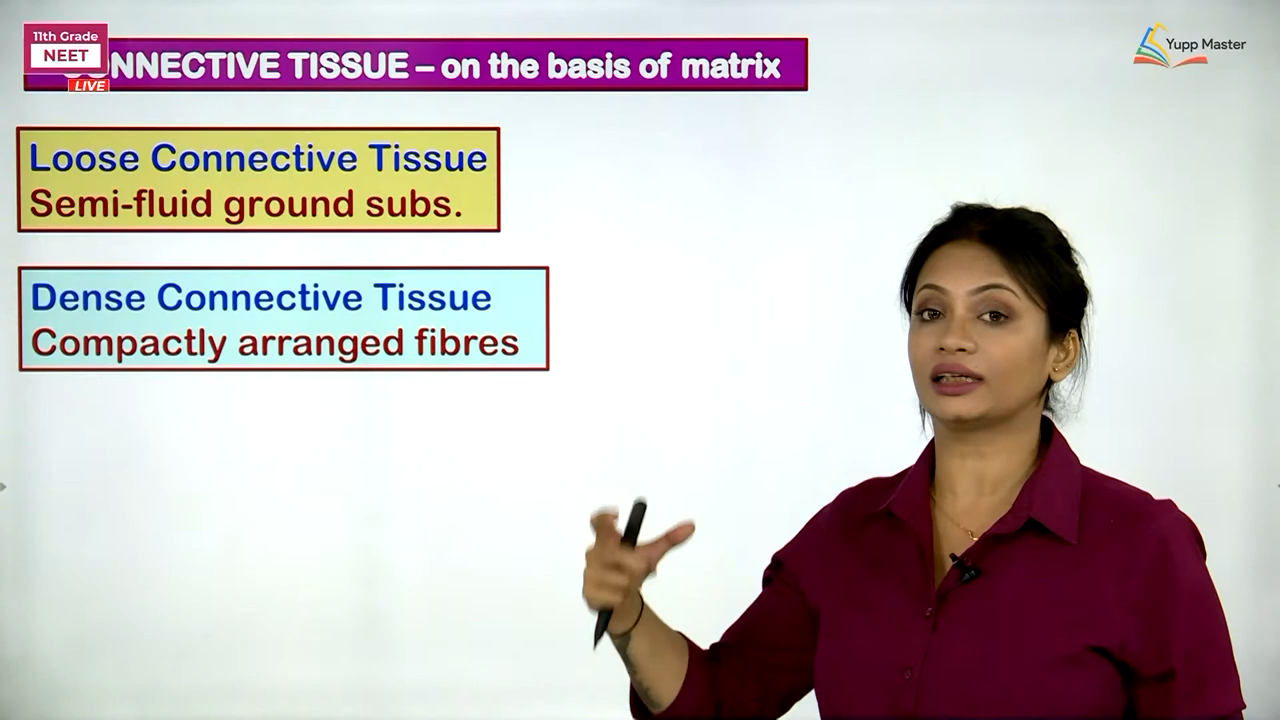 11th Grade
NEET
LIVE
NNECTIVE TISSUE – on the basis of matrix
Yupp Master
Loose Connective Tissue
Semi-fluid ground subs.
Dense Connective Tissue
Compactly arranged fibres